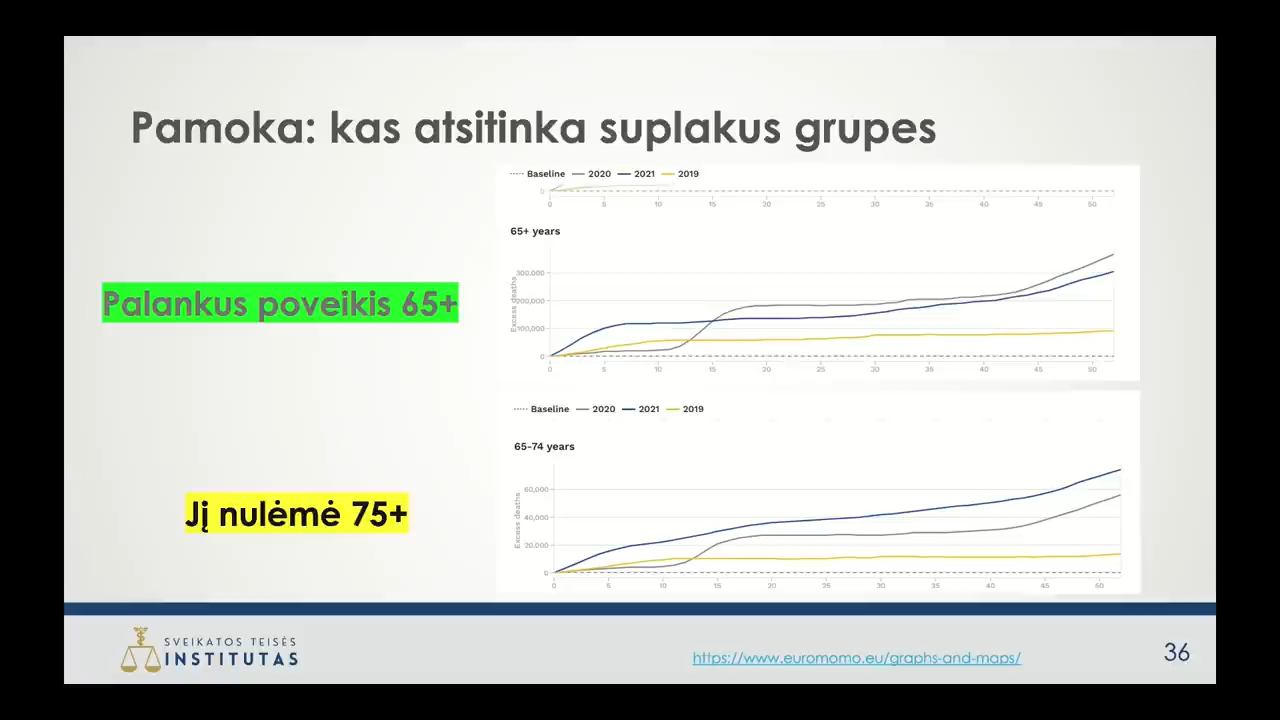 Pamoka: kas atsitinka suplakus grupes
Baseline 2020 2021 2019
0
0 5 10 15 20 25 30 35 40 45 50
65+ years
Palankus poveikis 65+
Excess deaths
300,000
200,000
100,000
0
0 5 10 15 20 25 30 35 40 45 50
Baseline 2020 2021 2019
65-74 years
Jį nulėmė 75+
Excess deaths
60,000
40,000
20,000
0
0 5 10 15 20 25 30 35 40 45 50
SVEIKATOS TEISĖS
INSTITUTAS
https://www.euromomo.eu/graphs-and-maps/
36